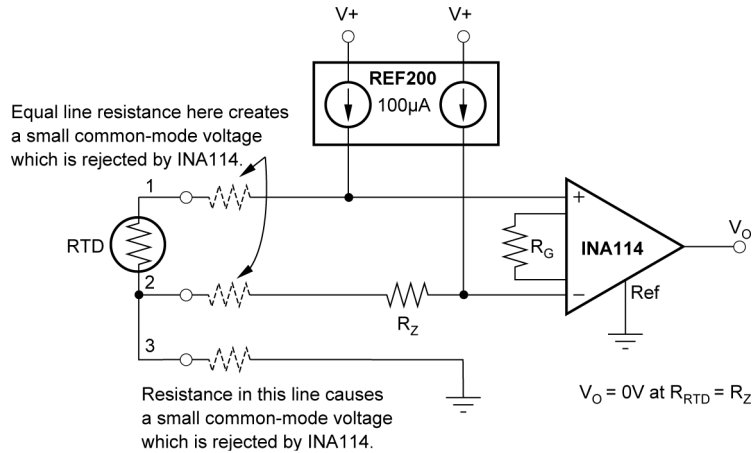 V+ V+
REF200
100µA
Equal line resistance here creates
a small common-mode voltage
which is rejected by INA114.
1
RTD
2
3
+
R_G
INA114
–
Ref
V_O
R_Z
Resistance in this line causes
a small common-mode voltage
which is rejected by INA114.
V_O = 0V at R_RTD = R_Z